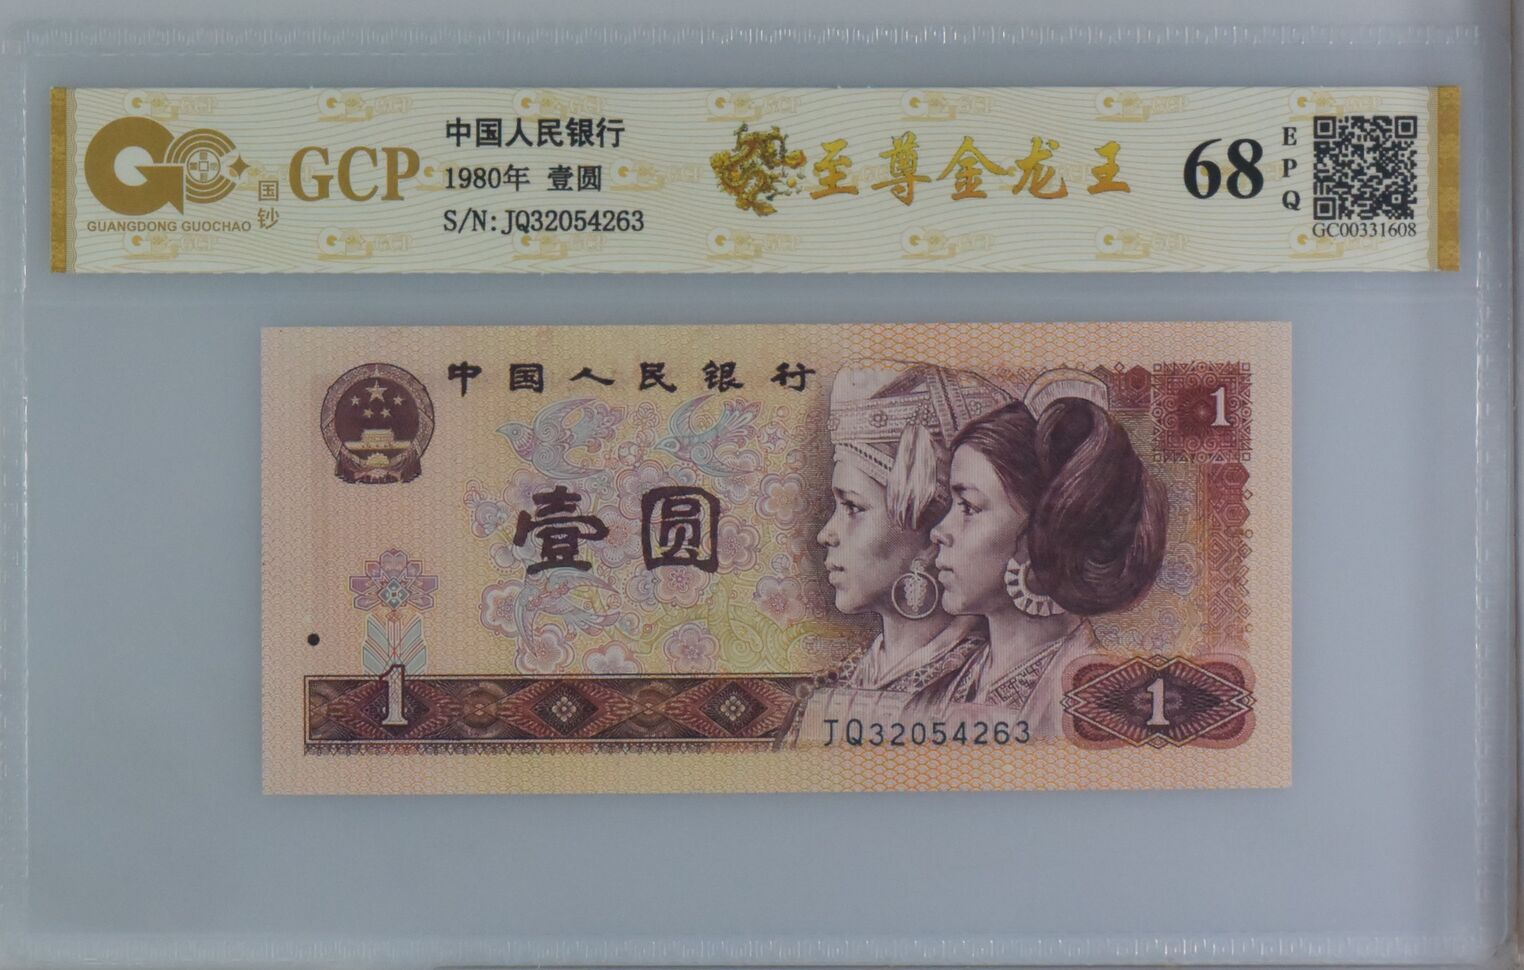 GCP
国钞
GUANGDONG GUOCHAO
中国人民银行
1980年 壹圆
S/N: JQ32054263
至尊金龙王
68
EPQ
GC00331608
中国人民银行
1
壹圆
1
JQ32054263
1